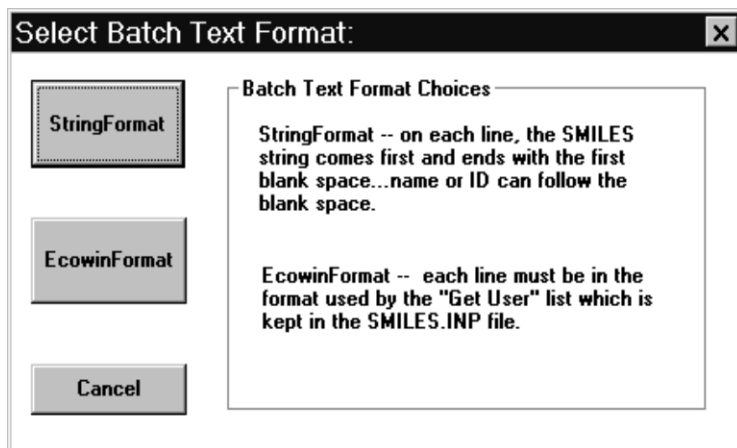 Select Batch Text Format:
StringFormat
EcowinFormat
Cancel
Batch Text Format Choices
StringFormat -- on each line, the SMILES
string comes first and ends with the first
blank space...name or ID can follow the
blank space.
EcowinFormat -- each line must be in the
format used by the "Get User" list which is
kept in the SMILES.INP file.